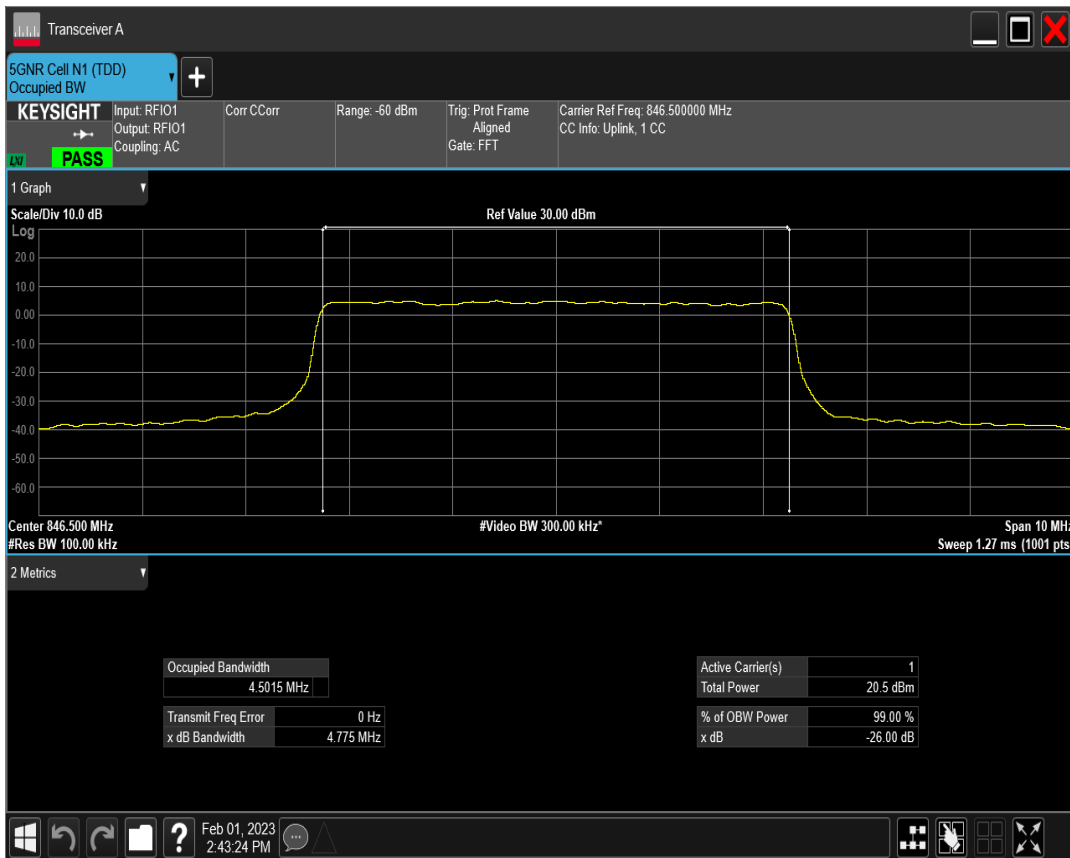 Transceiver A
5GNR Cell N1 (TDD)
Occupied BW
+
KEYSIGHT
LXI
PASS
Input: RFIO1
Output: RFIO1
Coupling: AC
Corr CCorr
Range: -60 dBm
Trig: Prot Frame
Aligned
Gate: FFT
Carrier Ref Freq: 846.500000 MHz
CC Info: Uplink, 1 CC
1 Graph
Scale/Div 10.0 dB
Ref Value 30.00 dBm
Log
20.0
10.0
0.00
-10.0
-20.0
-30.0
-40.0
-50.0
-60.0
Center 846.500 MHz
#Video BW 300.00 kHz*
Span 10 MHz
#Res BW 100.00 kHz
Sweep 1.27 ms (1001 pts
2 Metrics
Occupied Bandwidth
4.5015 MHz
Transmit Freq Error 0 Hz
x dB Bandwidth 4.775 MHz
Active Carrier(s) 1
Total Power 20.5 dBm
% of OBW Power 99.00 %
x dB -26.00 dB
?
Feb 01, 2023
2:43:24 PM